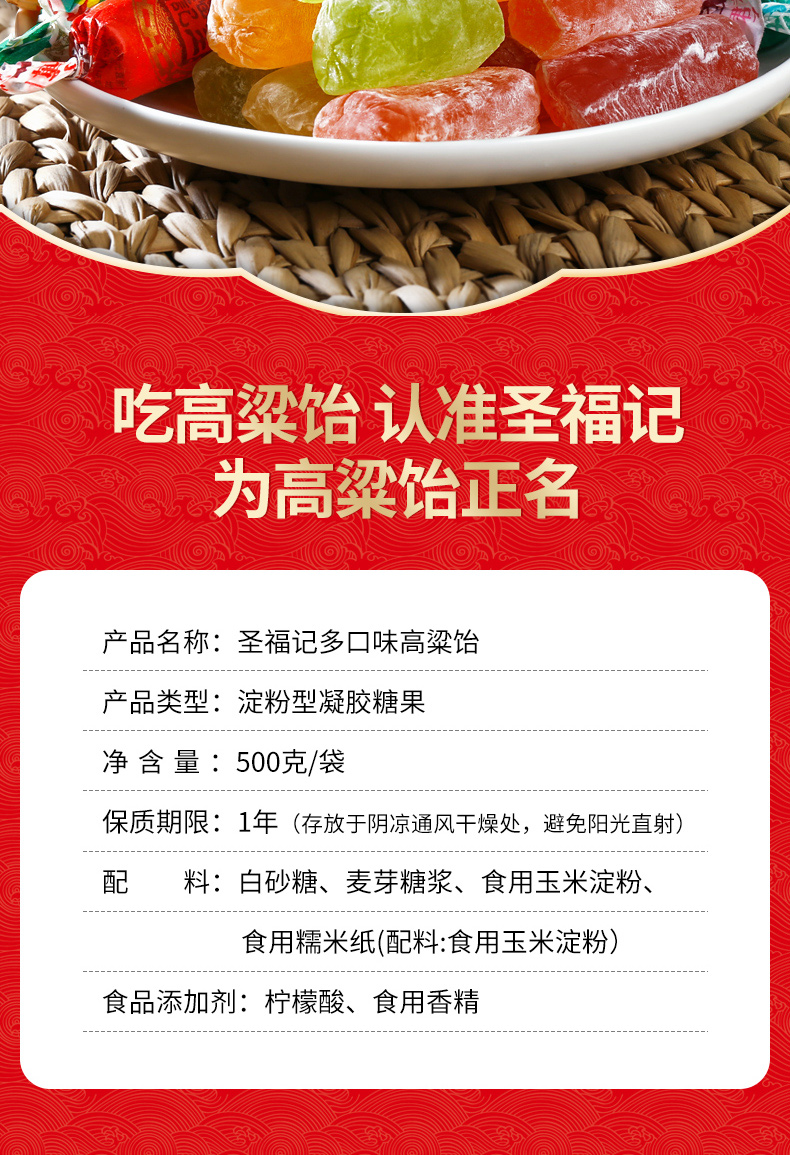 吃高粱饴 认准圣福记
为高粱饴正名
产品名称：圣福记多口味高粱饴
产品类型：淀粉型凝胶糖果
净含量：500克/袋
保质期限：1年（存放于阴凉通风干燥处，避免阳光直射）
配料：白砂糖、麦芽糖浆、食用玉米淀粉、
食用糯米纸(配料:食用玉米淀粉）
食品添加剂：柠檬酸、食用香精